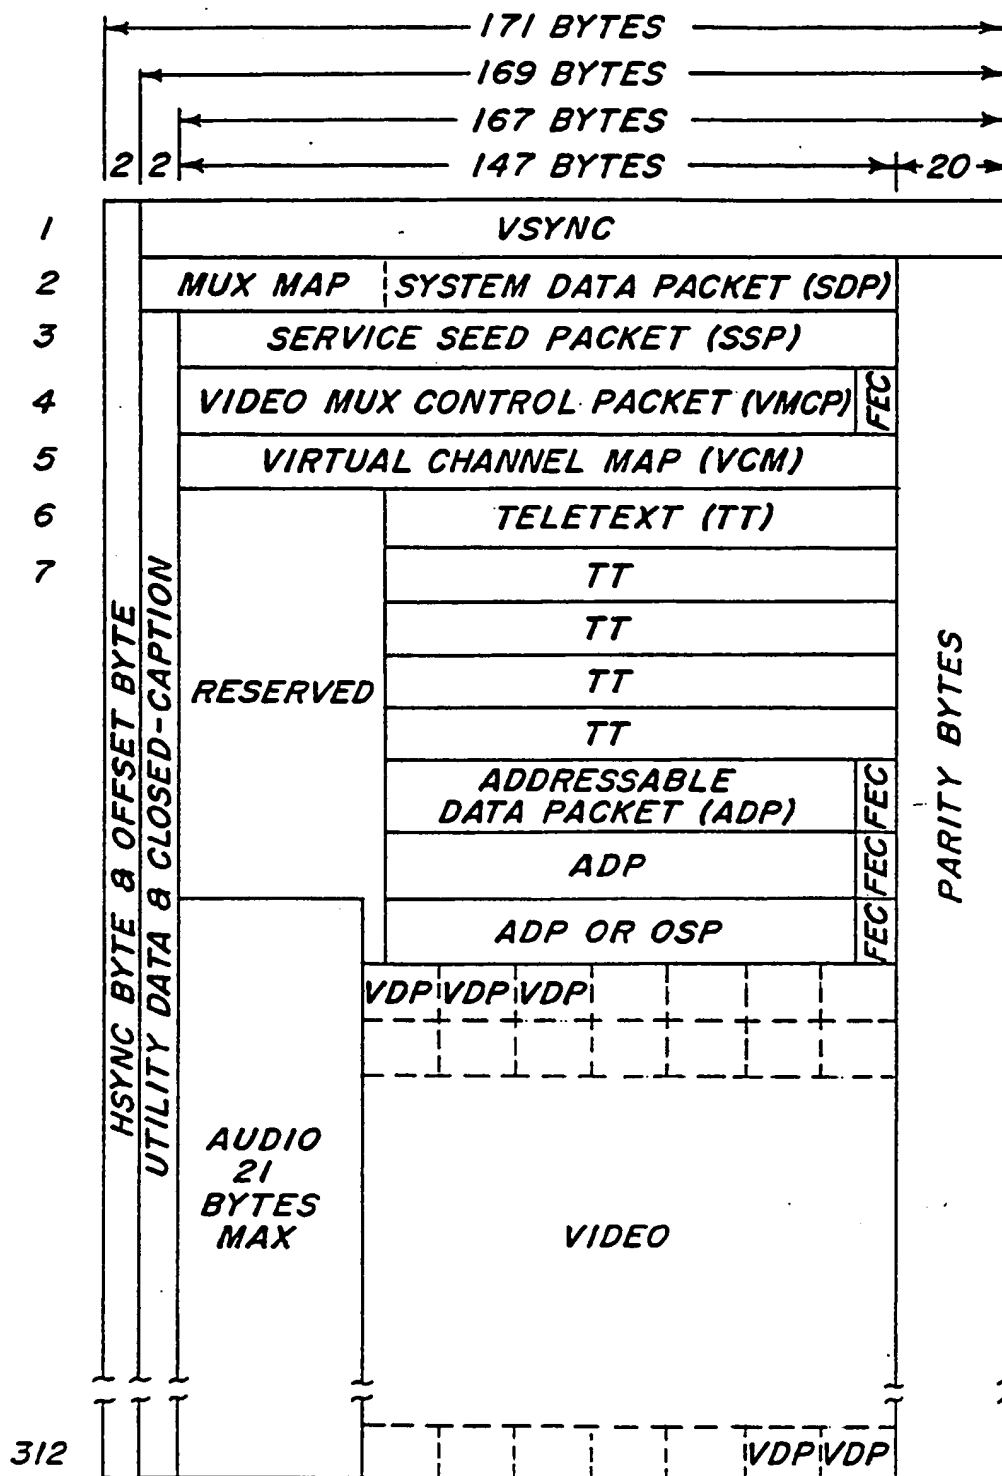 171 BYTES
169 BYTES
167 BYTES
2 2 147 BYTES 20
1 VSYNC
2 MUX MAP SYSTEM DATA PACKET (SDP)
3 SERVICE SEED PACKET (SSP)
4 VIDEO MUX CONTROL PACKET (VMCP) FEC
5 VIRTUAL CHANNEL MAP (VCM)
6 TELETEXT (TT)
7 TT
TT
TT
TT
RESERVED
ADDRESSABLE
DATA PACKET (ADP) FEC
ADP FEC
ADP OR OSP FEC
VDP VDP VDP
HSYNC BYTE & OFFSET BYTE
UTILITY DATA & CLOSED-CAPTION
PARITY BYTES
AUDIO
21
BYTES
MAX
VIDEO
312 VDP VDP